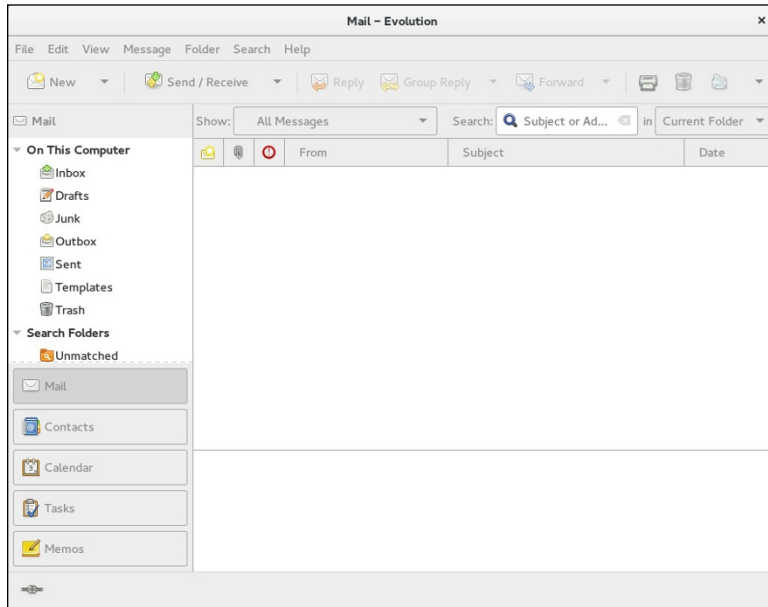 Mail – Evolution
File Edit View Message Folder Search Help
New Send / Receive Reply Group Reply Forward
Mail Show: All Messages Search: Subject or Ad... in Current Folder
On This Computer From Subject Date
Inbox
Drafts
Junk
Outbox
Sent
Templates
Trash
Search Folders
Unmatched
Mail
Contacts
Calendar
Tasks
Memos